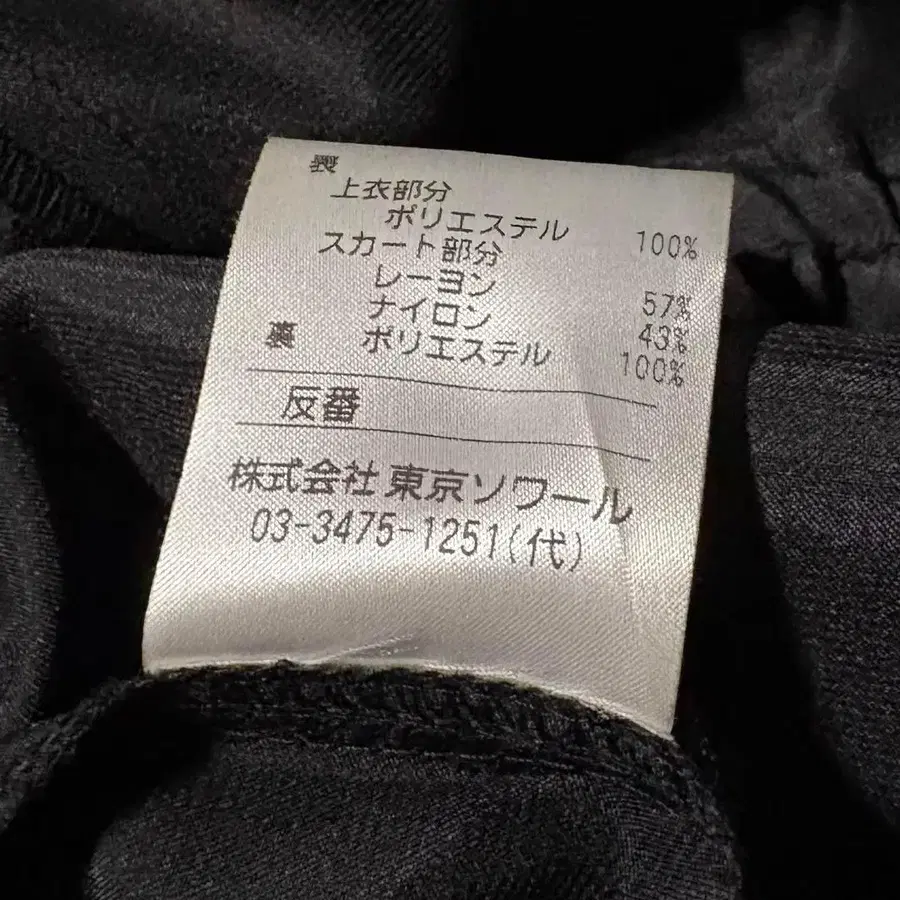 表
上衣部分
ポリエステル 100%
スカート部分
レーヨン 57%
ナイロン 43%
裏 ポリエステル 100%
反番
株式会社 東京ソワール
03-3475-1251(代)